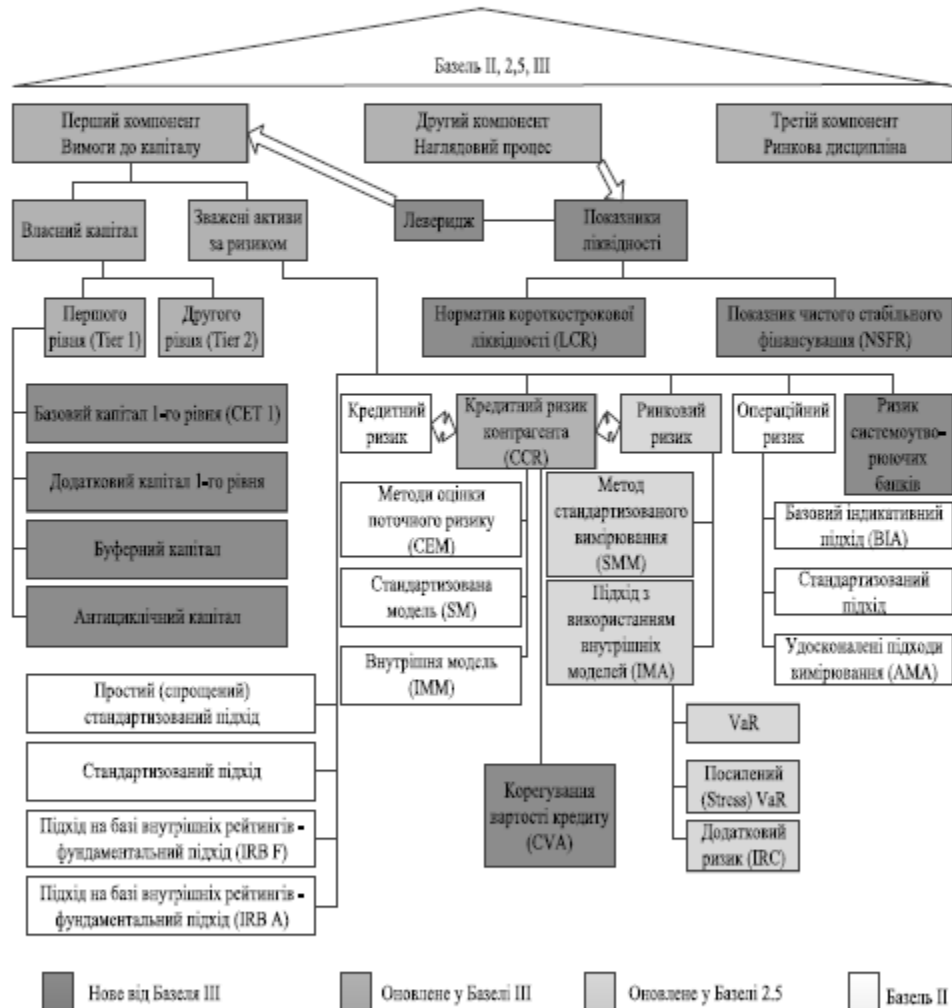 Базель II, 2,5, III
Перший компонент
Вимоги до капіталу
Другий компонент
Наглядовий процес
Третій компонент
Ринкова дисципліна
Власний капітал
Зважені активи
за ризиком
Леверидж
Показники
ліквідності
Першого
рівня (Tier 1)
Другого
рівня (Tier 2)
Норматив короткострокової
ліквідності (LCR)
Показник чистого стабільного
фінансування (NSFR)
Базовий капітал 1-го рівня (CET 1)
Додатковий капітал 1-го рівня
Буферний капітал
Антициклічний капітал
Кредитний
ризик
Кредитний ризик
контрагента
(CCR)
Ринковий
ризик
Операційний
ризик
Ризик
системоутво-
рюючих
банків
Методи оцінки
поточного ризику
(CEM)
Стандартизована
модель (SM)
Внутрішня модель
(IMM)
Метод
стандартизованого
вимірювання
(SMM)
Підхід з
використанням
внутрішніх
моделей (IMA)
Базовий індикативний
підхід (BIA)
Стандартизований
підхід
Удосконалені підходи
вимірювання (AMA)
Простий (спрощений)
стандартизований підхід
Стандартизований підхід
Підхід на базі внутрішніх рейтингів -
фундаментальний підхід (IRB F)
Підхід на базі внутрішніх рейтингів -
фундаментальний підхід (IRB A)
Корегування
вартості кредиту
(CVA)
VaR
Посилений
(Stress) VaR
Додатковий
ризик (IRC)
Нове від Базеля III
Оновлене у Базелі III
Оновлене у Базелі 2.5
Базель II